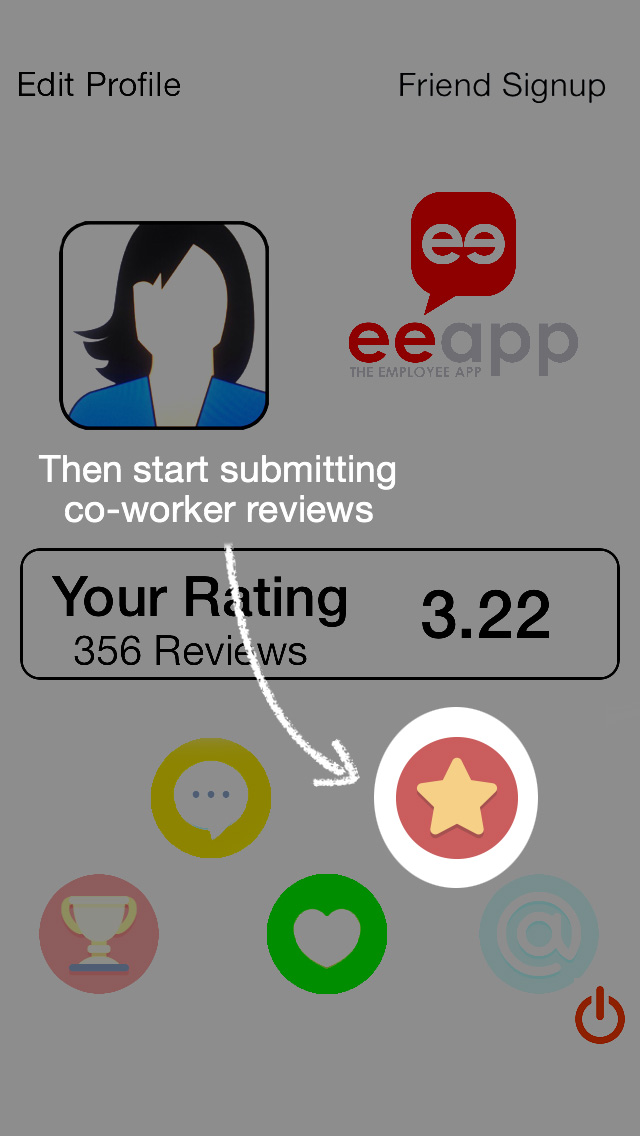 Edit Profile
Friend Signup
ee
eeapp
THE EMPLOYEE APP
Then start submitting
co-worker reviews
Your Rating
3.22
356 Reviews
@